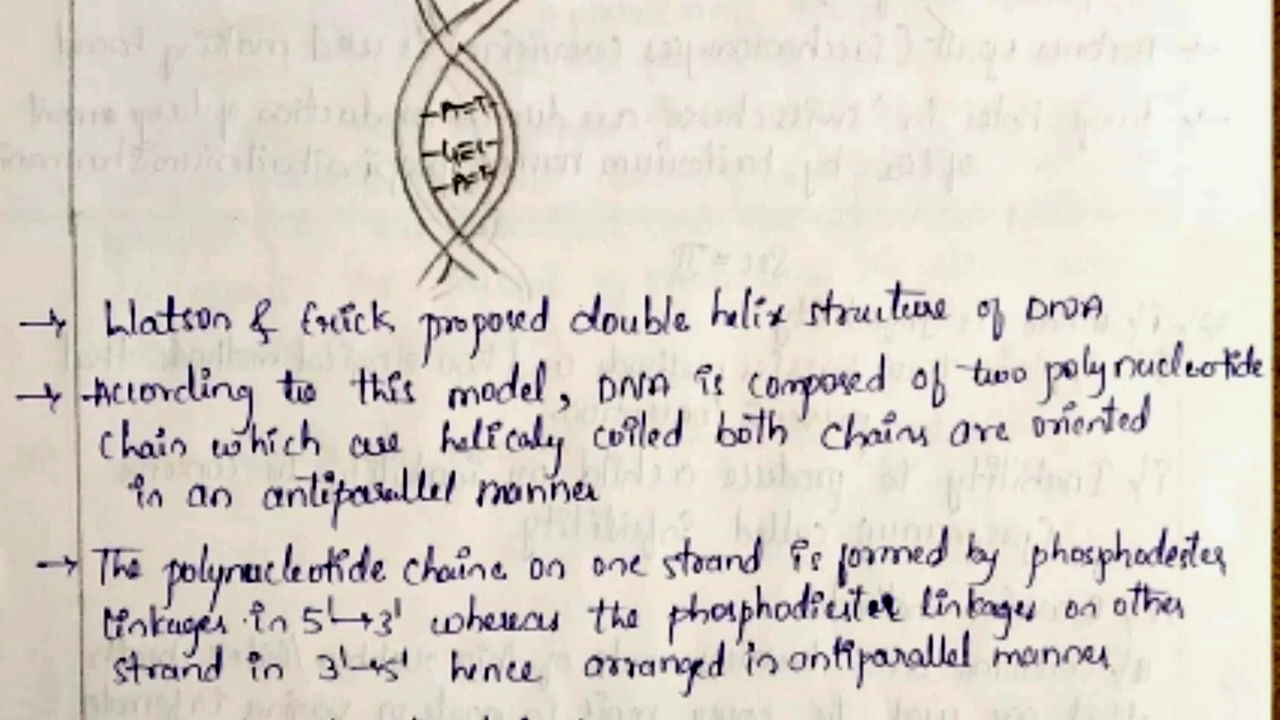 A=T
G≡C
→ Watson & Crick proposed double helix structure of DNA
→ According to this model, DNA is composed of two polynucleotide
chain which are helicaly coiled both chains are oriented
in an antiparallel manner
→ The polynucleotide chaine on one strand is formed by phosphodester
linkages in 5'→3' whereas the phosphodiester linkages on other
strand in 3'→5' hence arranged in antiparallel manner